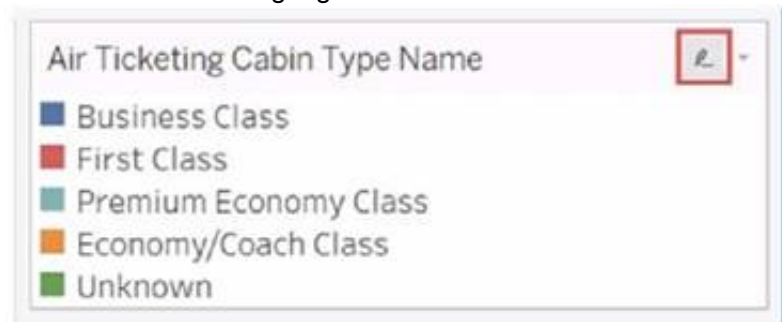 Air Ticketing Cabin Type Name
Business Class
First Class
Premium Economy Class
Economy/Coach Class
Unknown